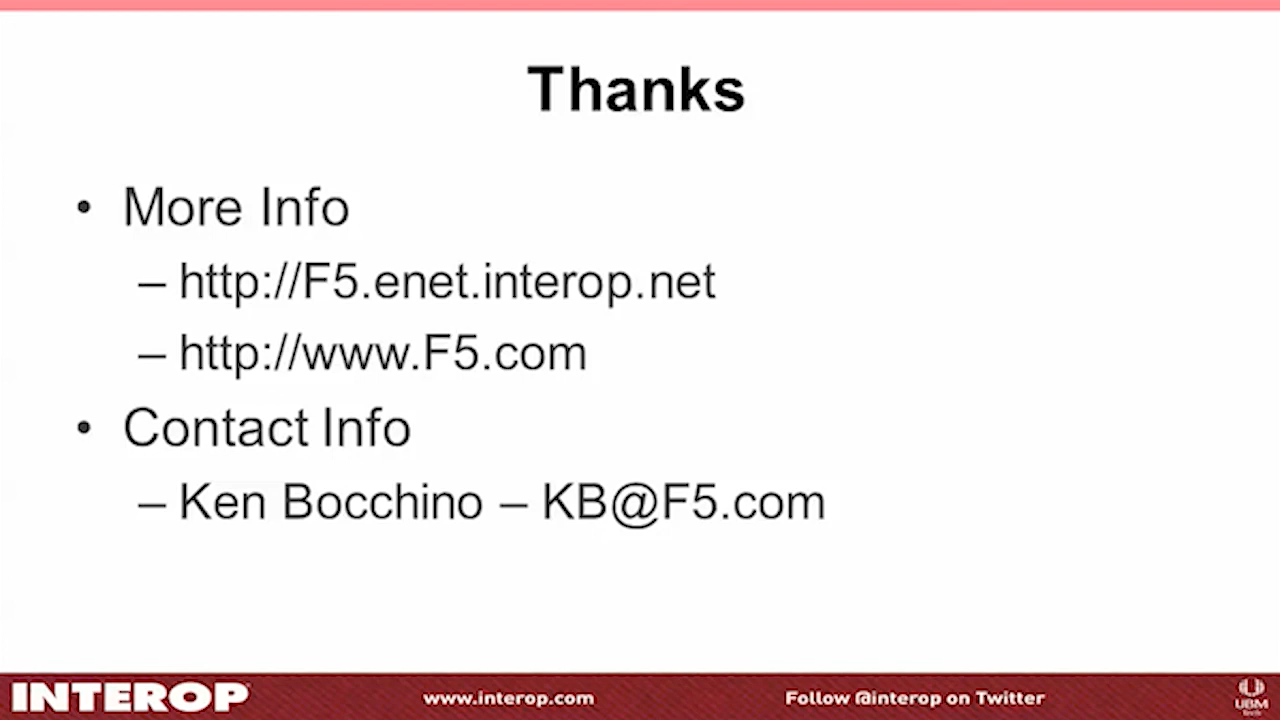 Thanks
• More Info
– http://F5.enet.interop.net
– http://www.F5.com
• Contact Info
– Ken Bocchino – KB@F5.com
INTEROP
www.interop.com
Follow @interop on Twitter
UBM
Tech